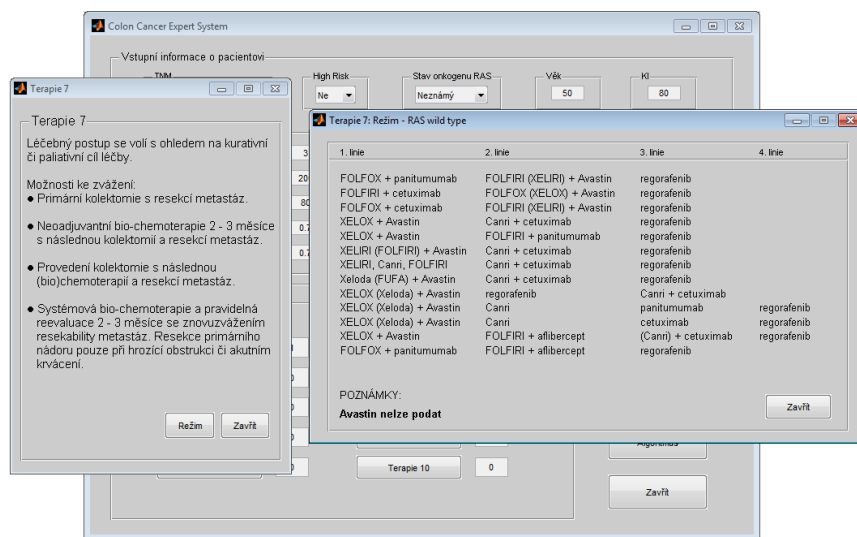 Colon Cancer Expert System
Vstupní informace o pacientovi
TNM
High Risk
Stav onkogenu RAS
Věk
KI
Ne
Neznámý
50
80
Terapie 7
Terapie 7
Léčebný postup se volí s ohledem na kurativní
či paliativní cíl léčby.
Možnosti ke zvážení:
● Primární kolektomie s resekcí metastáz.
● Neoadjuvantní bio-chemoterapie 2 - 3 měsíce
s následnou kolektomií a resekcí metastáz.
● Provedení kolektomie s následnou
(bio)chemoterapií a resekcí metastáz.
● Systémová bio-chemoterapie a pravidelná
reevaluace 2 - 3 měsíce se znovuzvážením
resekability metastáz. Resekce primárního
nádoru pouze při hrozící obstrukci či akutním
krvácení.
Režim Zavřít
Terapie 7: Režim - RAS wild type
1. linie 2. linie 3. linie 4. linie
FOLFOX + panitumumab FOLFIRI (XELIRI) + Avastin regorafenib
FOLFIRI + cetuximab FOLFOX (XELOX) + Avastin regorafenib
FOLFOX + cetuximab FOLFIRI (XELIRI) + Avastin regorafenib
XELOX + Avastin Canri + cetuximab regorafenib
XELOX + Avastin FOLFIRI + panitumumab regorafenib
XELIRI (FOLFIRI) + Avastin Canri + cetuximab regorafenib
XELIRI, Canri, FOLFIRI Canri + cetuximab regorafenib
Xeloda (FUFA) + Avastin Canri + cetuximab regorafenib
XELOX (Xeloda) + Avastin regorafenib Canri + cetuximab
XELOX (Xeloda) + Avastin Canri panitumumab regorafenib
XELOX (Xeloda) + Avastin Canri cetuximab regorafenib
XELOX + Avastin FOLFIRI + aflibercept (Canri) + cetuximab regorafenib
FOLFOX + panitumumab FOLFIRI + aflibercept regorafenib
POZNÁMKY:
Avastin nelze podat
Zavřít
Terapie 10 0
Zavřít